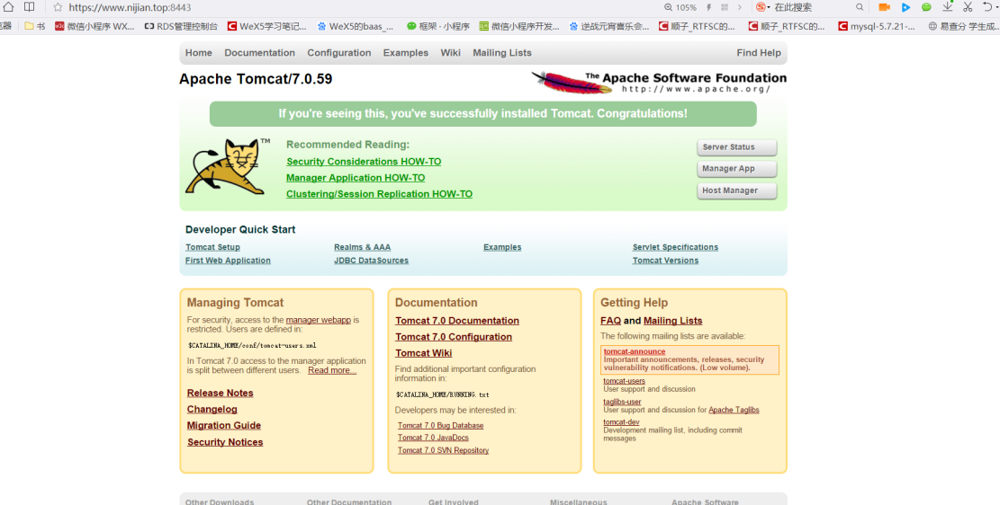 https://www.nijian.top:8443
105%
在此搜索
书
微信小程序 WX...
RDS管理控制台
WeX5学习笔记...
WeX5的baas_...
框架 · 小程序
微信小程序开发...
逆战元宵喜乐会...
顺子_RTFSC的...
顺子_RTFSC的...
mysql-5.7.21-...
易查分 学生成...
Home Documentation Configuration Examples Wiki Mailing Lists Find Help
Apache Tomcat/7.0.59
The Apache Software Foundation
http://www.apache.org/
If you're seeing this, you've successfully installed Tomcat. Congratulations!
TM
Recommended Reading:
Security Considerations HOW-TO
Manager Application HOW-TO
Clustering/Session Replication HOW-TO
Server Status
Manager App
Host Manager
Developer Quick Start
Tomcat Setup
First Web Application
Realms & AAA
JDBC DataSources
Examples
Servlet Specifications
Tomcat Versions
Managing Tomcat
For security, access to the manager webapp is
restricted. Users are defined in:
$CATALINA_HOME/conf/tomcat-users.xml
In Tomcat 7.0 access to the manager application
is split between different users. Read more...
Release Notes
Changelog
Migration Guide
Security Notices
Documentation
Tomcat 7.0 Documentation
Tomcat 7.0 Configuration
Tomcat Wiki
Find additional important configuration
information in:
$CATALINA_HOME/RUNNING.txt
Developers may be interested in:
Tomcat 7.0 Bug Database
Tomcat 7.0 JavaDocs
Tomcat 7.0 SVN Repository
Getting Help
FAQ and Mailing Lists
The following mailing lists are available:
tomcat-announce
Important announcements, releases, security
vulnerability notifications. (Low volume).
tomcat-users
User support and discussion
taglibs-user
User support and discussion for Apache Taglibs
tomcat-dev
Development mailing list, including commit
messages
Other Downloads Other Documentation Get Involved Miscellaneous Apache Software